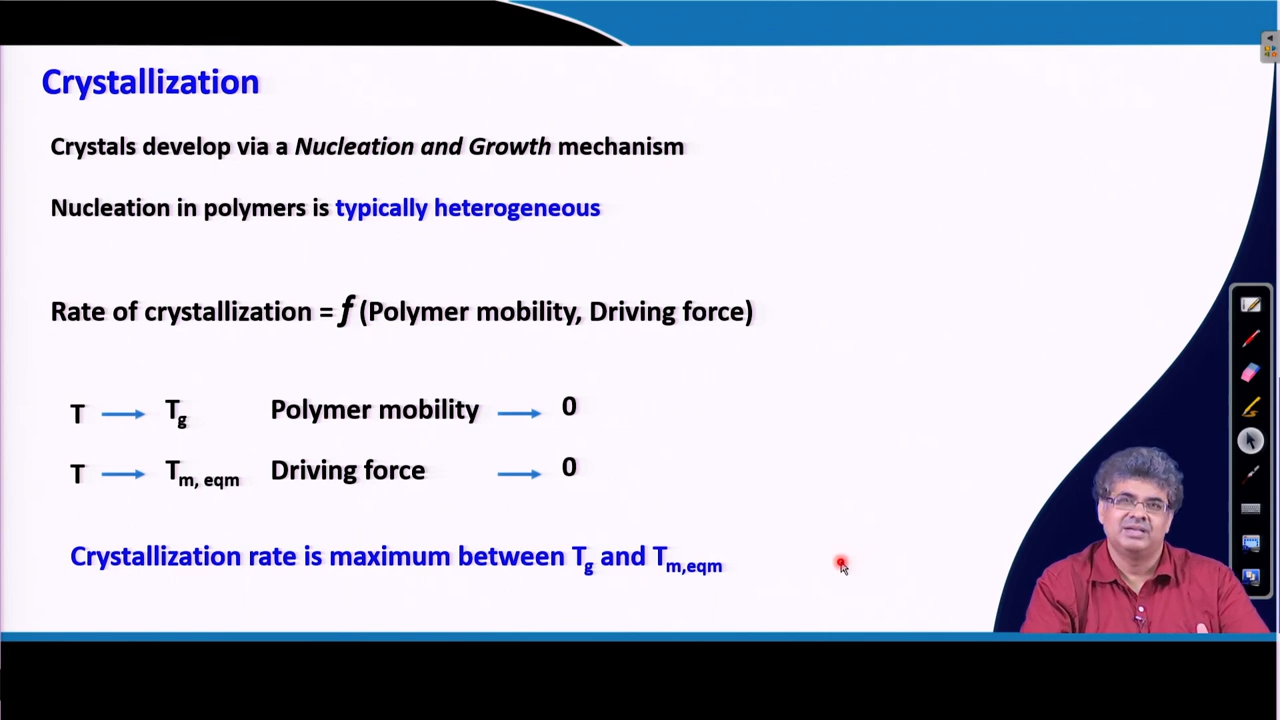 Crystallization
Crystals develop via a Nucleation and Growth mechanism
Nucleation in polymers is typically heterogeneous
Rate of crystallization = f (Polymer mobility, Driving force)
T → Tg Polymer mobility → 0
T → Tm, eqm Driving force → 0
Crystallization rate is maximum between Tg and Tm,eqm